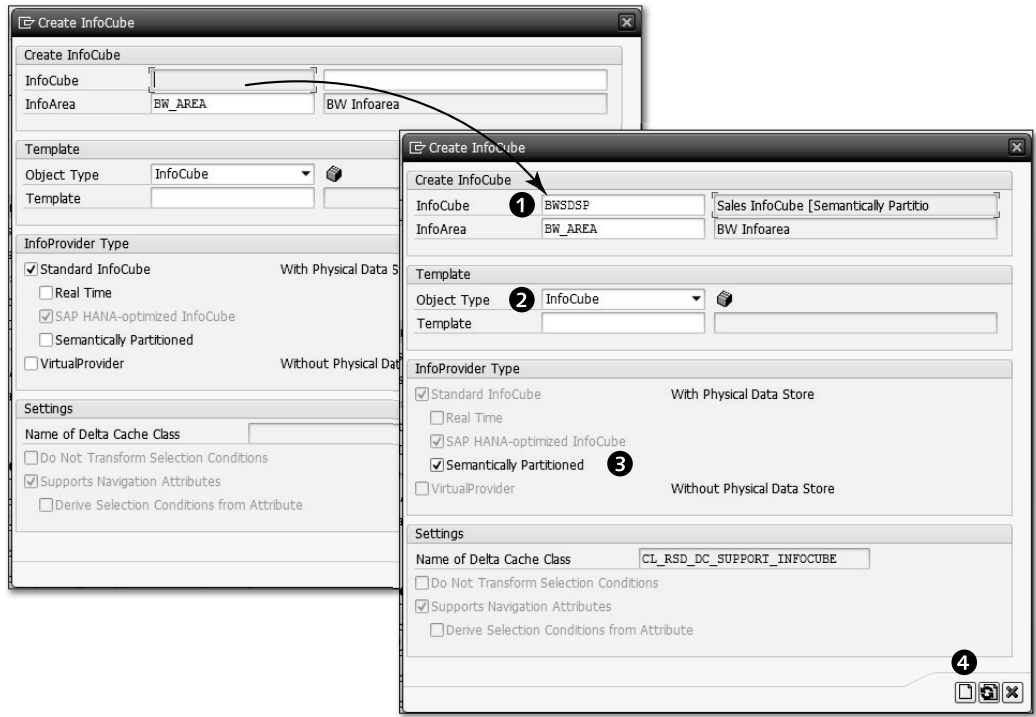 Create InfoCube
Create InfoCube
InfoCube
InfoArea BW_AREA BW Infoarea
Template
Object Type InfoCube
Template
InfoProvider Type
Standard InfoCube With Physical Data S
Real Time
SAP HANA-optimized InfoCube
Semantically Partitioned
VirtualProvider Without Physical Dat
Settings
Name of Delta Cache Class
Do Not Transform Selection Conditions
Supports Navigation Attributes
Derive Selection Conditions from Attribute
Create InfoCube
Create InfoCube
InfoCube 1 BWSDSP Sales InfoCube [Semantically Partitio
InfoArea BW_AREA BW Infoarea
Template
Object Type 2 InfoCube
Template
InfoProvider Type
Standard InfoCube With Physical Data Store
Real Time
SAP HANA-optimized InfoCube
Semantically Partitioned 3
VirtualProvider Without Physical Data Store
Settings
Name of Delta Cache Class CL_RSD_DC_SUPPORT_INFOCUBE
Do Not Transform Selection Conditions
Supports Navigation Attributes
Derive Selection Conditions from Attribute
4